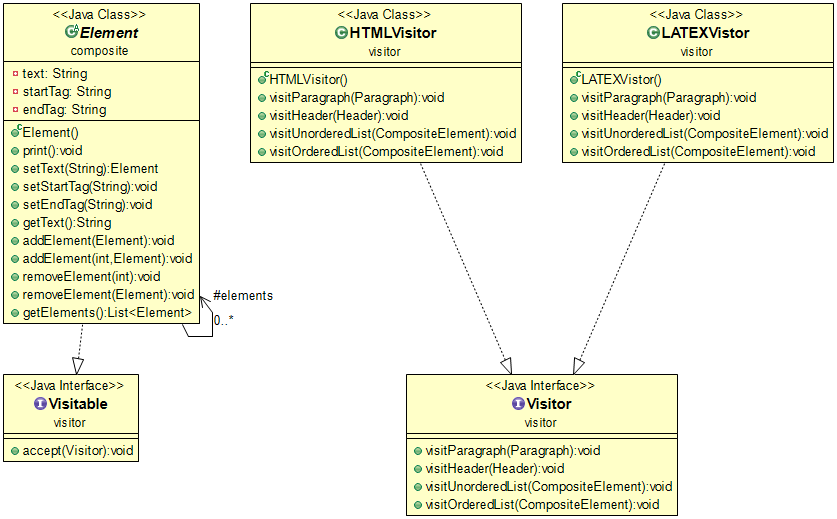 <<Java Class>>
Element
composite
text: String
startTag: String
endTag: String
Element()
print():void
setText(String):Element
setStartTag(String):void
setEndTag(String):void
getText():String
addElement(Element):void
addElement(int,Element):void
removeElement(int):void
removeElement(Element):void
getElements():List<Element>
#elements
0..*
<<Java Class>>
HTMLVisitor
visitor
HTMLVisitor()
visitParagraph(Paragraph):void
visitHeader(Header):void
visitUnorderedList(CompositeElement):void
visitOrderedList(CompositeElement):void
<<Java Class>>
LATEXVistor
visitor
LATEXVistor()
visitParagraph(Paragraph):void
visitHeader(Header):void
visitUnorderedList(CompositeElement):void
visitOrderedList(CompositeElement):void
<<Java Interface>>
Visitable
visitor
accept(Visitor):void
<<Java Interface>>
Visitor
visitor
visitParagraph(Paragraph):void
visitHeader(Header):void
visitUnorderedList(CompositeElement):void
visitOrderedList(CompositeElement):void